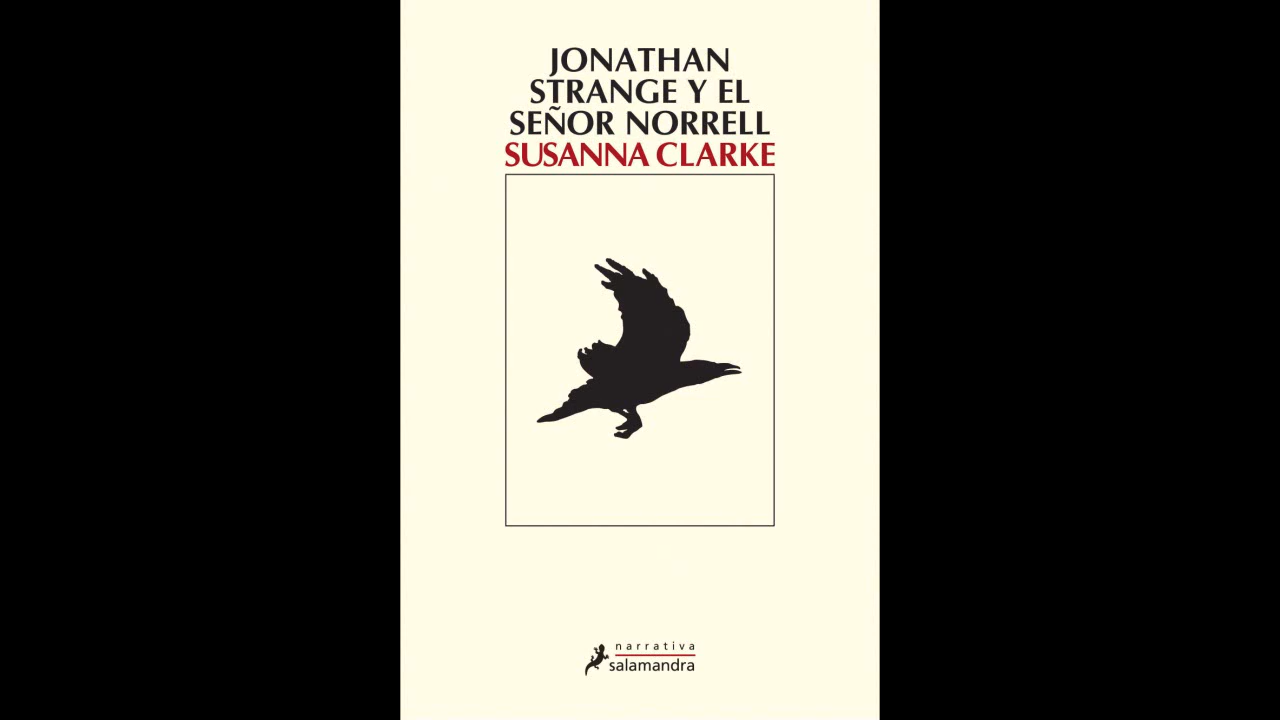 JONATHAN
STRANGE Y EL
SEÑOR NORRELL
SUSANNA CLARKE
narrativa
salamandra